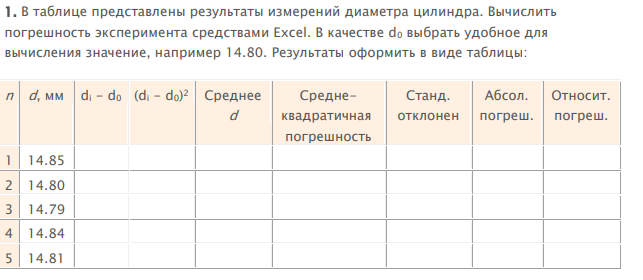 1. В таблице представлены результаты измерений диаметра цилиндра. Вычислить
погрешность эксперимента средствами Excel. В качестве d₀ выбрать удобное для
вычисления значение, например 14.80. Результаты оформить в виде таблицы:
n d, мм dᵢ – d₀ (dᵢ – d₀)² Среднее d Средне-квадратичная погрешность Станд. отклонен Абсол. погреш. Относит. погреш.
1 14.85
2 14.80
3 14.79
4 14.84
5 14.81